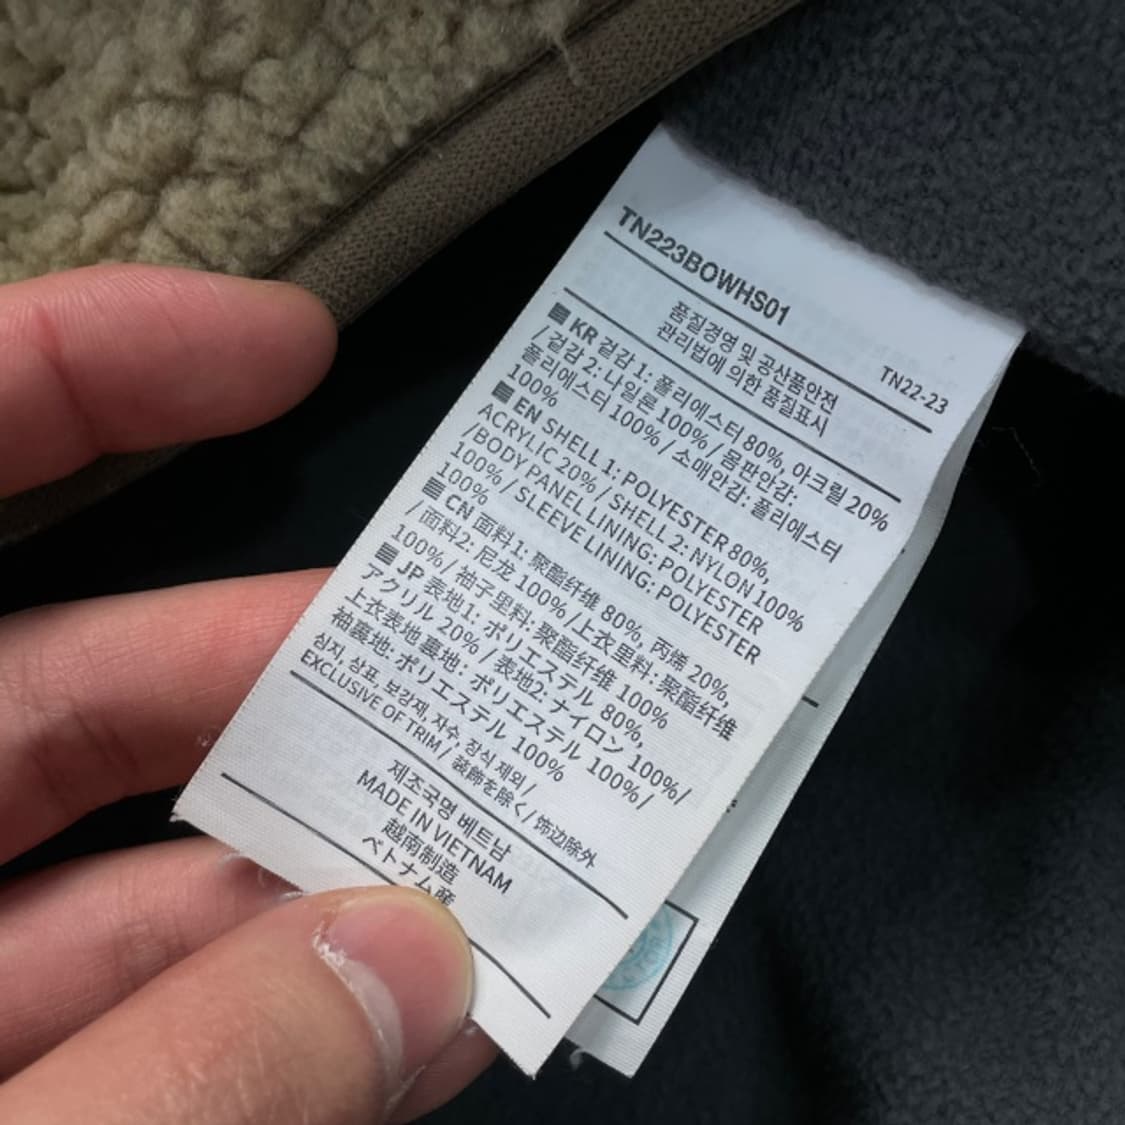 TN223BOWHS01
TN22-23
품질경영 및 공산품안전
관리법에 의한 품질표시
■ KR 겉감 1: 폴리에스터 80%, 아크릴 20%
/ 겉감 2: 나일론 100% / 몸판안감:
폴리에스터 100% / 소매안감: 폴리에스터
100%
■ EN SHELL 1: POLYESTER 80%,
ACRYLIC 20% / SHELL 2: NYLON 100%
/BODY PANEL LINING: POLYESTER
100% / SLEEVE LINING: POLYESTER
100%
■ CN 面料1: 聚酯纤维 80%, 丙烯 20%,
/ 面料2: 尼龙 100% /上衣里料: 聚酯纤维
100%/ 袖子里料: 聚酯纤维 100%
■ JP 表地1: ポリエステル 80%,
アクリル 20% / 表地2: ナイロン 100%/
上衣表地 裏地: ポリエステル 100%/
袖裏地: ポリエステル 100%
심지, 상표, 보강재, 자수, 장식 제외 /
EXCLUSIVE OF TRIM / 装飾を除く/ 饰边除外
제조국명 베트남
MADE IN VIETNAM
越南制造
ベトナム産